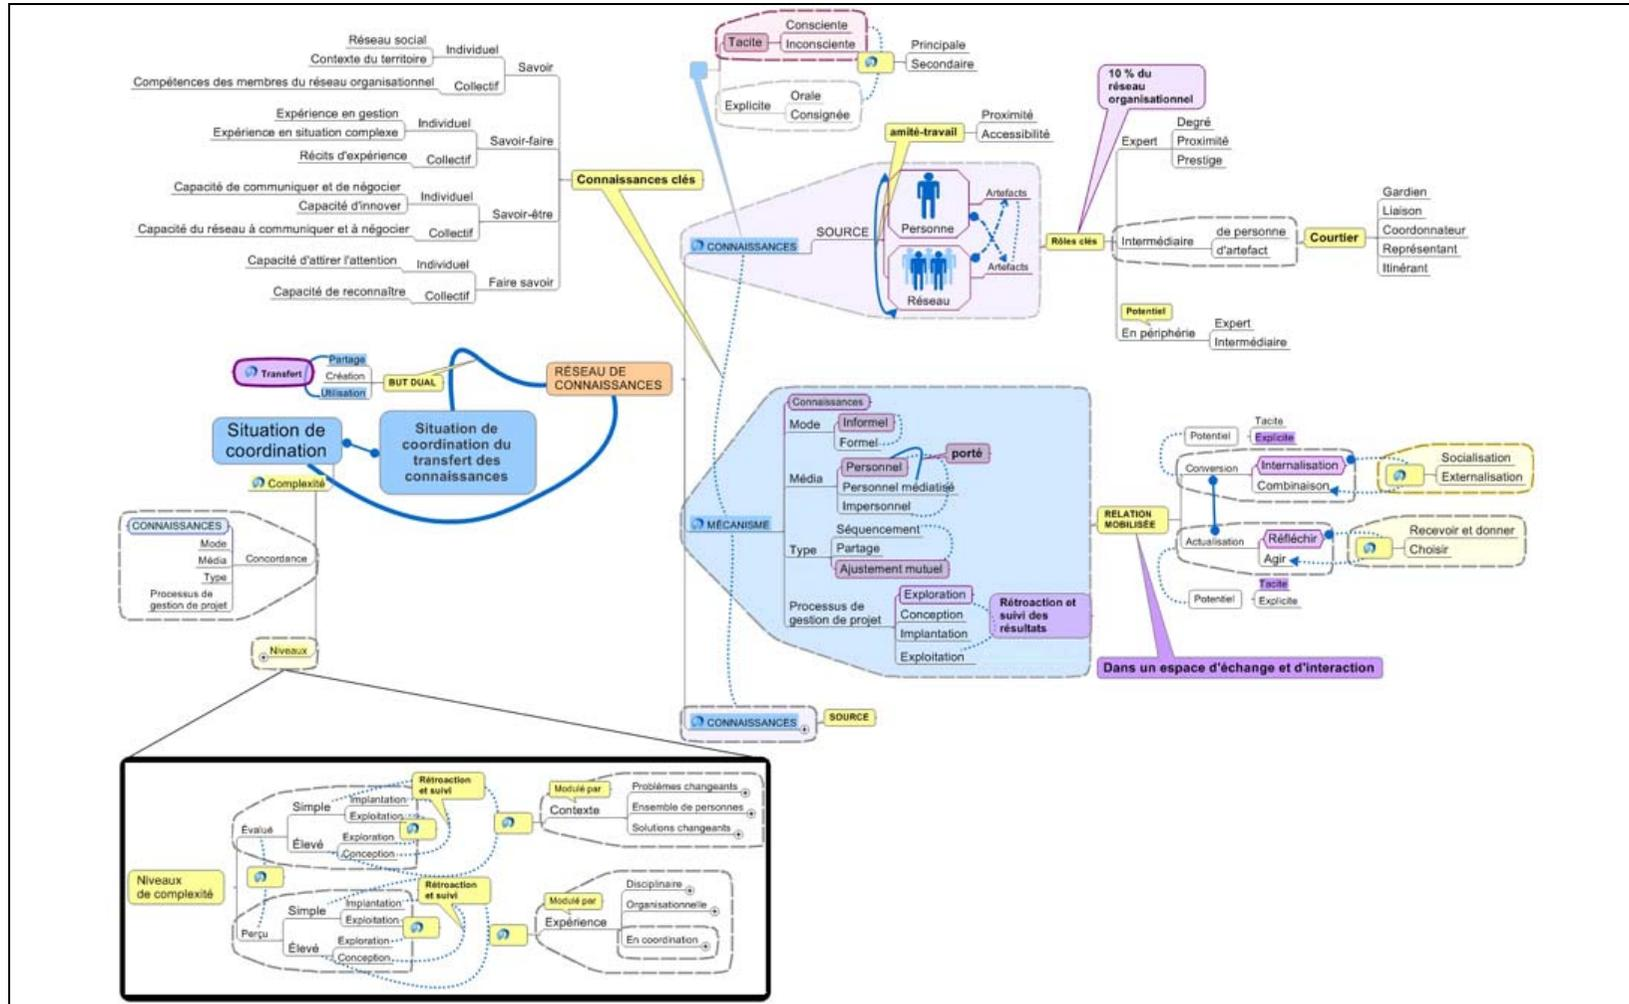 Réseau social
Individuel
Contexte du territoire
Savoir
Compétences des membres du réseau organisationnel
Collectif
Expérience en gestion
Individuel
Expérience en situation complexe
Savoir-faire
Récits d'expérience
Collectif
Capacité de communiquer et de négocier
Individuel
Capacité d'innover
Savoir-être
Capacité du réseau à communiquer et à négocier
Collectif
Capacité d'attirer l'attention
Individuel
Faire savoir
Capacité de reconnaître
Collectif
Connaissances clés
Consciente
Tacite
Inconsciente
Principale
Secondaire
Explicite
Orale
Consignée
amité-travail
Proximité
Accessibilité
CONNAISSANCES
SOURCE
Personne
Artefacts
Artefacts
Réseau
10 % du
réseau
organisationnel
Rôles clés
Expert
Degré
Proximité
Prestige
Intermédiaire
de personne
d'artefact
Courtier
Gardien
Liaison
Coordonnateur
Représentant
Itinérant
Potentiel
En périphérie
Expert
Intermédiaire
Transfert
Partage
Création
Utilisation
BUT DUAL
RÉSEAU DE
CONNAISSANCES
Situation de
coordination
Situation de
coordination du
transfert des
connaissances
Complexité
CONNAISSANCES
Mode
Média
Type
Processus de
gestion de projet
Concordance
Niveaux
MÉCANISME
Connaissances
Mode
Informel
Formel
Média
Personnel
porté
Personnel médiatisé
Impersonnel
Type
Séquencement
Partage
Ajustement mutuel
Processus de
gestion de projet
Exploration
Conception
Implantation
Exploitation
Rétroaction et
suivi des
résultats
RELATION
MOBILISÉE
Potentiel
Tacite
Explicite
Conversion
Internalisation
Combinaison
Socialisation
Externalisation
Actualisation
Réfléchir
Agir
Recevoir et donner
Choisir
Potentiel
Tacite
Explicite
Dans un espace d'échange et d'interaction
CONNAISSANCES
SOURCE
Niveaux
de complexité
Évalué
Simple
Implantation
Exploitation
Élevé
Exploration
Conception
Rétroaction
et suivi
Modulé par
Contexte
Problèmes changeants
Ensemble de personnes
Solutions changeants
Perçu
Simple
Implantation
Exploitation
Élevé
Exploration
Conception
Rétroaction
et suivi
Modulé par
Expérience
Disciplinaire
Organisationnelle
En coordination